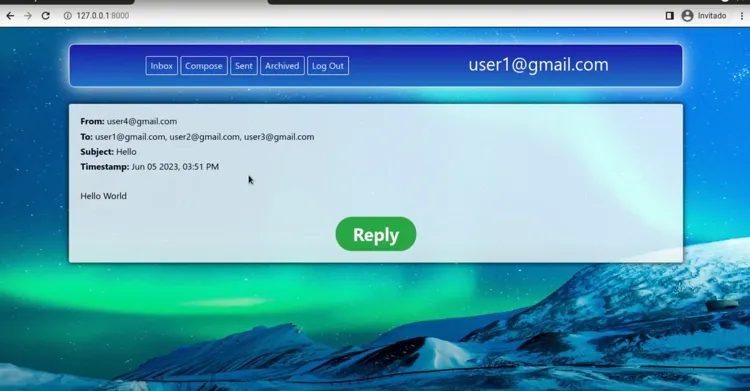 127.0.0.1:8000
Invitado
Inbox Compose Sent Archived Log Out
user1@gmail.com
From: user4@gmail.com
To: user1@gmail.com, user2@gmail.com, user3@gmail.com
Subject: Hello
Timestamp: Jun 05 2023, 03:51 PM
Hello World
Reply